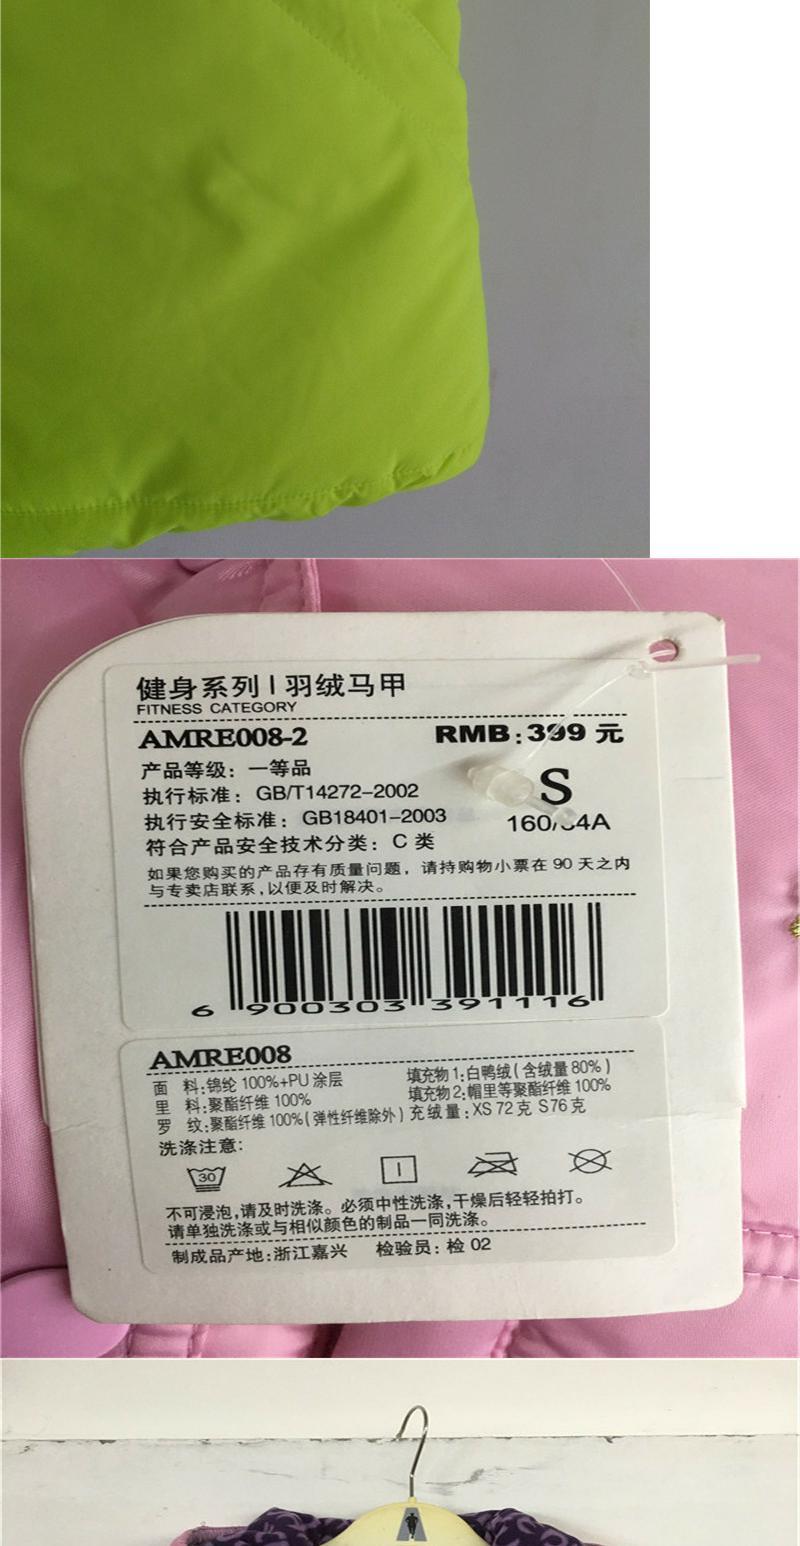 健身系列 | 羽绒马甲
FITNESS CATEGORY
AMRE008-2 RMB:399 元
产品等级: 一等品
执行标准: GB/T14272-2002 S
执行安全标准: GB18401-2003 160/
符合产品安全技术分类: C 类
如果您购买的产品存有质量问题, 请持购物小票在 90 天之内
与专卖店联系,以便及时解决。
6 900303 391116
AMRE008
面 料:锦纶 100%+PU 涂层 填充物1:白鸭绒(含绒量80%)
里 料:聚酯纤维 100% 填充物2:帽里等聚酯纤维 100%
罗 纹:聚酯纤维 100%(弹性纤维除外) 充绒量:XS 72克 S76克
洗涤注意:
30
不可浸泡,请及时洗涤。必须中性洗涤,干燥后轻轻拍打。
请单独洗涤或与相似颜色的制品一同洗涤。
制成品产地:浙江嘉兴 检验员: 检 02